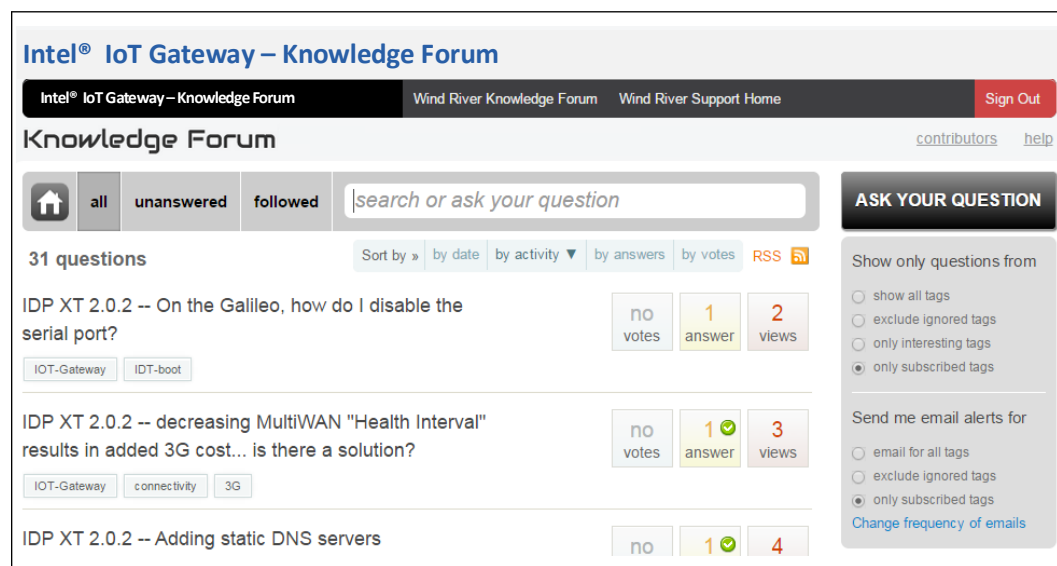 Intel® IoT Gateway – Knowledge Forum
Intel® IoT Gateway – Knowledge Forum Wind River Knowledge Forum Wind River Support Home Sign Out
Knowledge Forum contributors help
all unanswered followed search or ask your question ASK YOUR QUESTION
31 questions Sort by » by date by activity ▼ by answers by votes RSS
IDP XT 2.0.2 -- On the Galileo, how do I disable the
serial port?
no votes 1 answer 2 views
IOT-Gateway IDT-boot
IDP XT 2.0.2 -- decreasing MultiWAN "Health Interval"
results in added 3G cost... is there a solution?
no votes 1 answer 3 views
IOT-Gateway connectivity 3G
IDP XT 2.0.2 -- Adding static DNS servers
no 1 4
Show only questions from
show all tags
exclude ignored tags
only interesting tags
only subscribed tags
Send me email alerts for
email for all tags
exclude ignored tags
only subscribed tags
Change frequency of emails